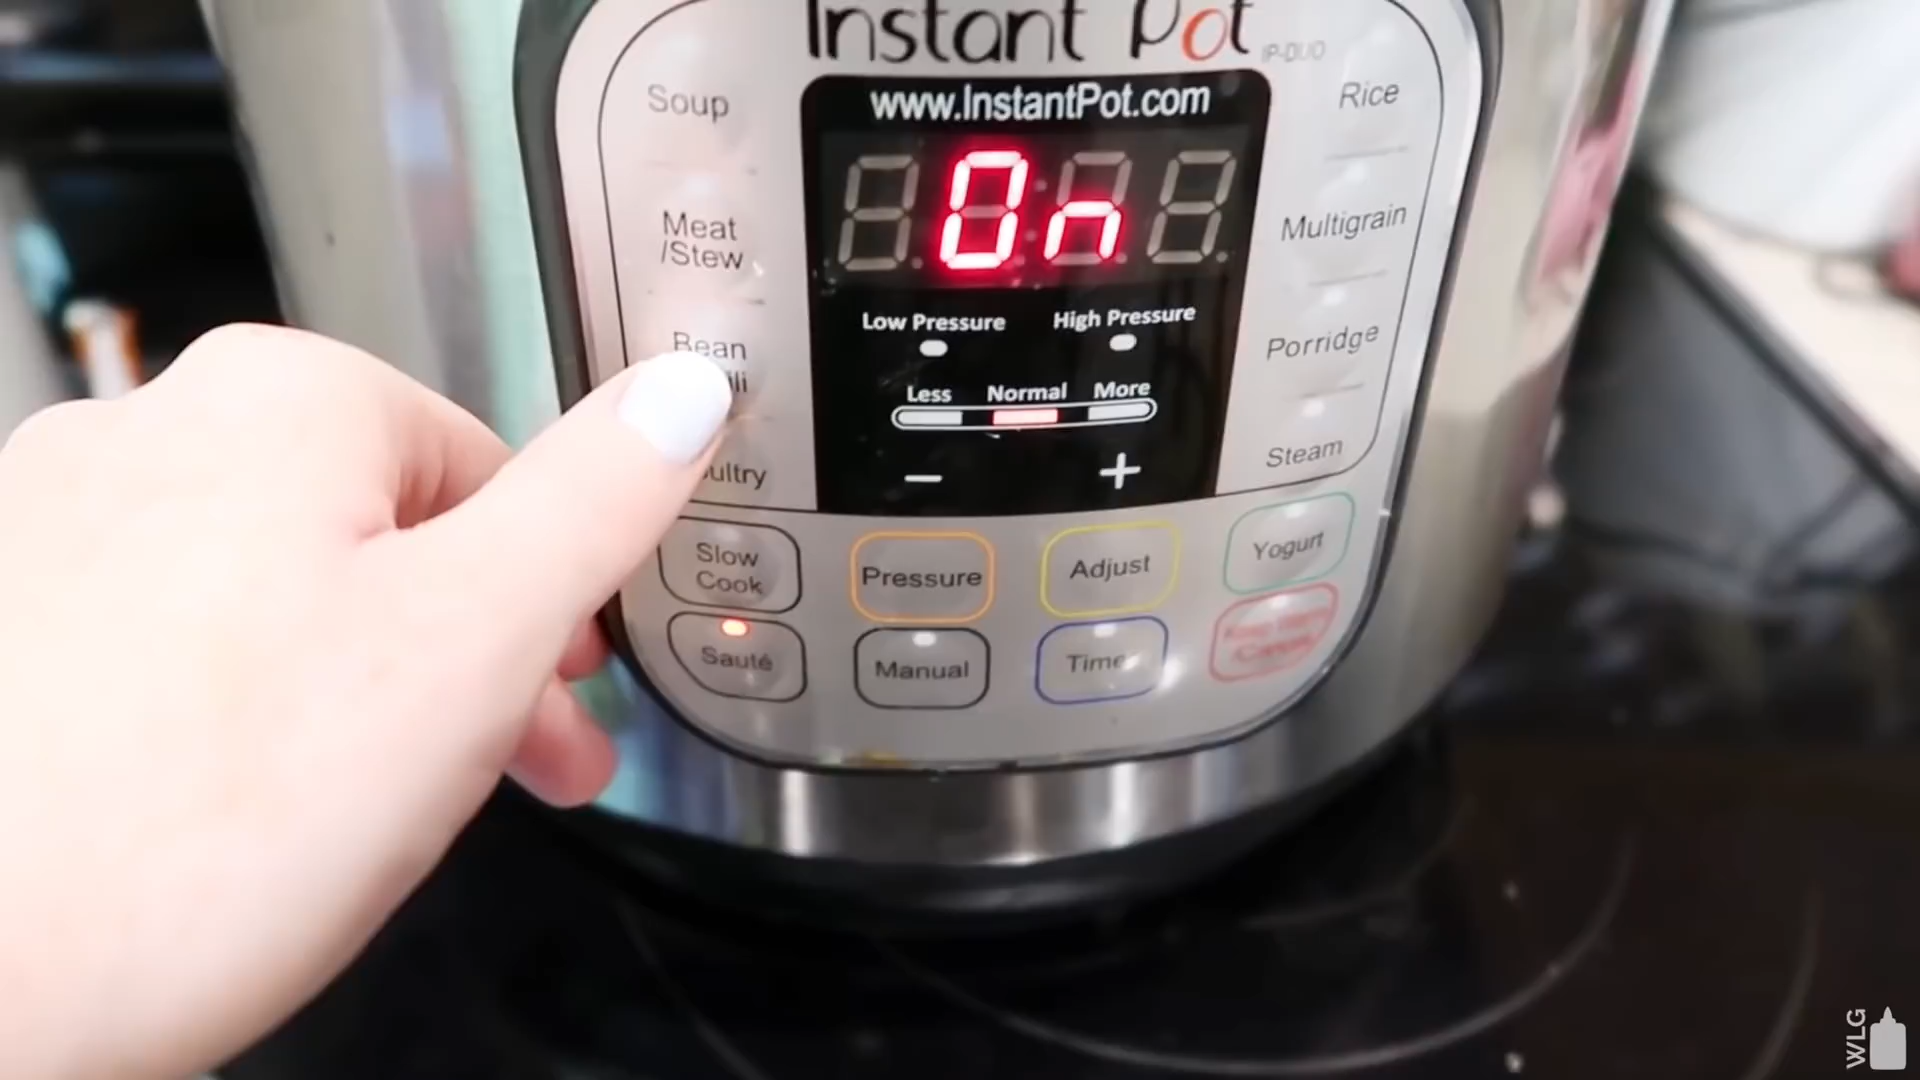 Instant Pot
IP-DUO
www.InstantPot.com
On
Soup
Meat
/Stew
Bean
Low Pressure High Pressure
Less Normal More
− +
Rice
Multigrain
Porridge
Steam
Slow
Cook
Pressure
Adjust
Yogurt
Sauté
Manual
WLG